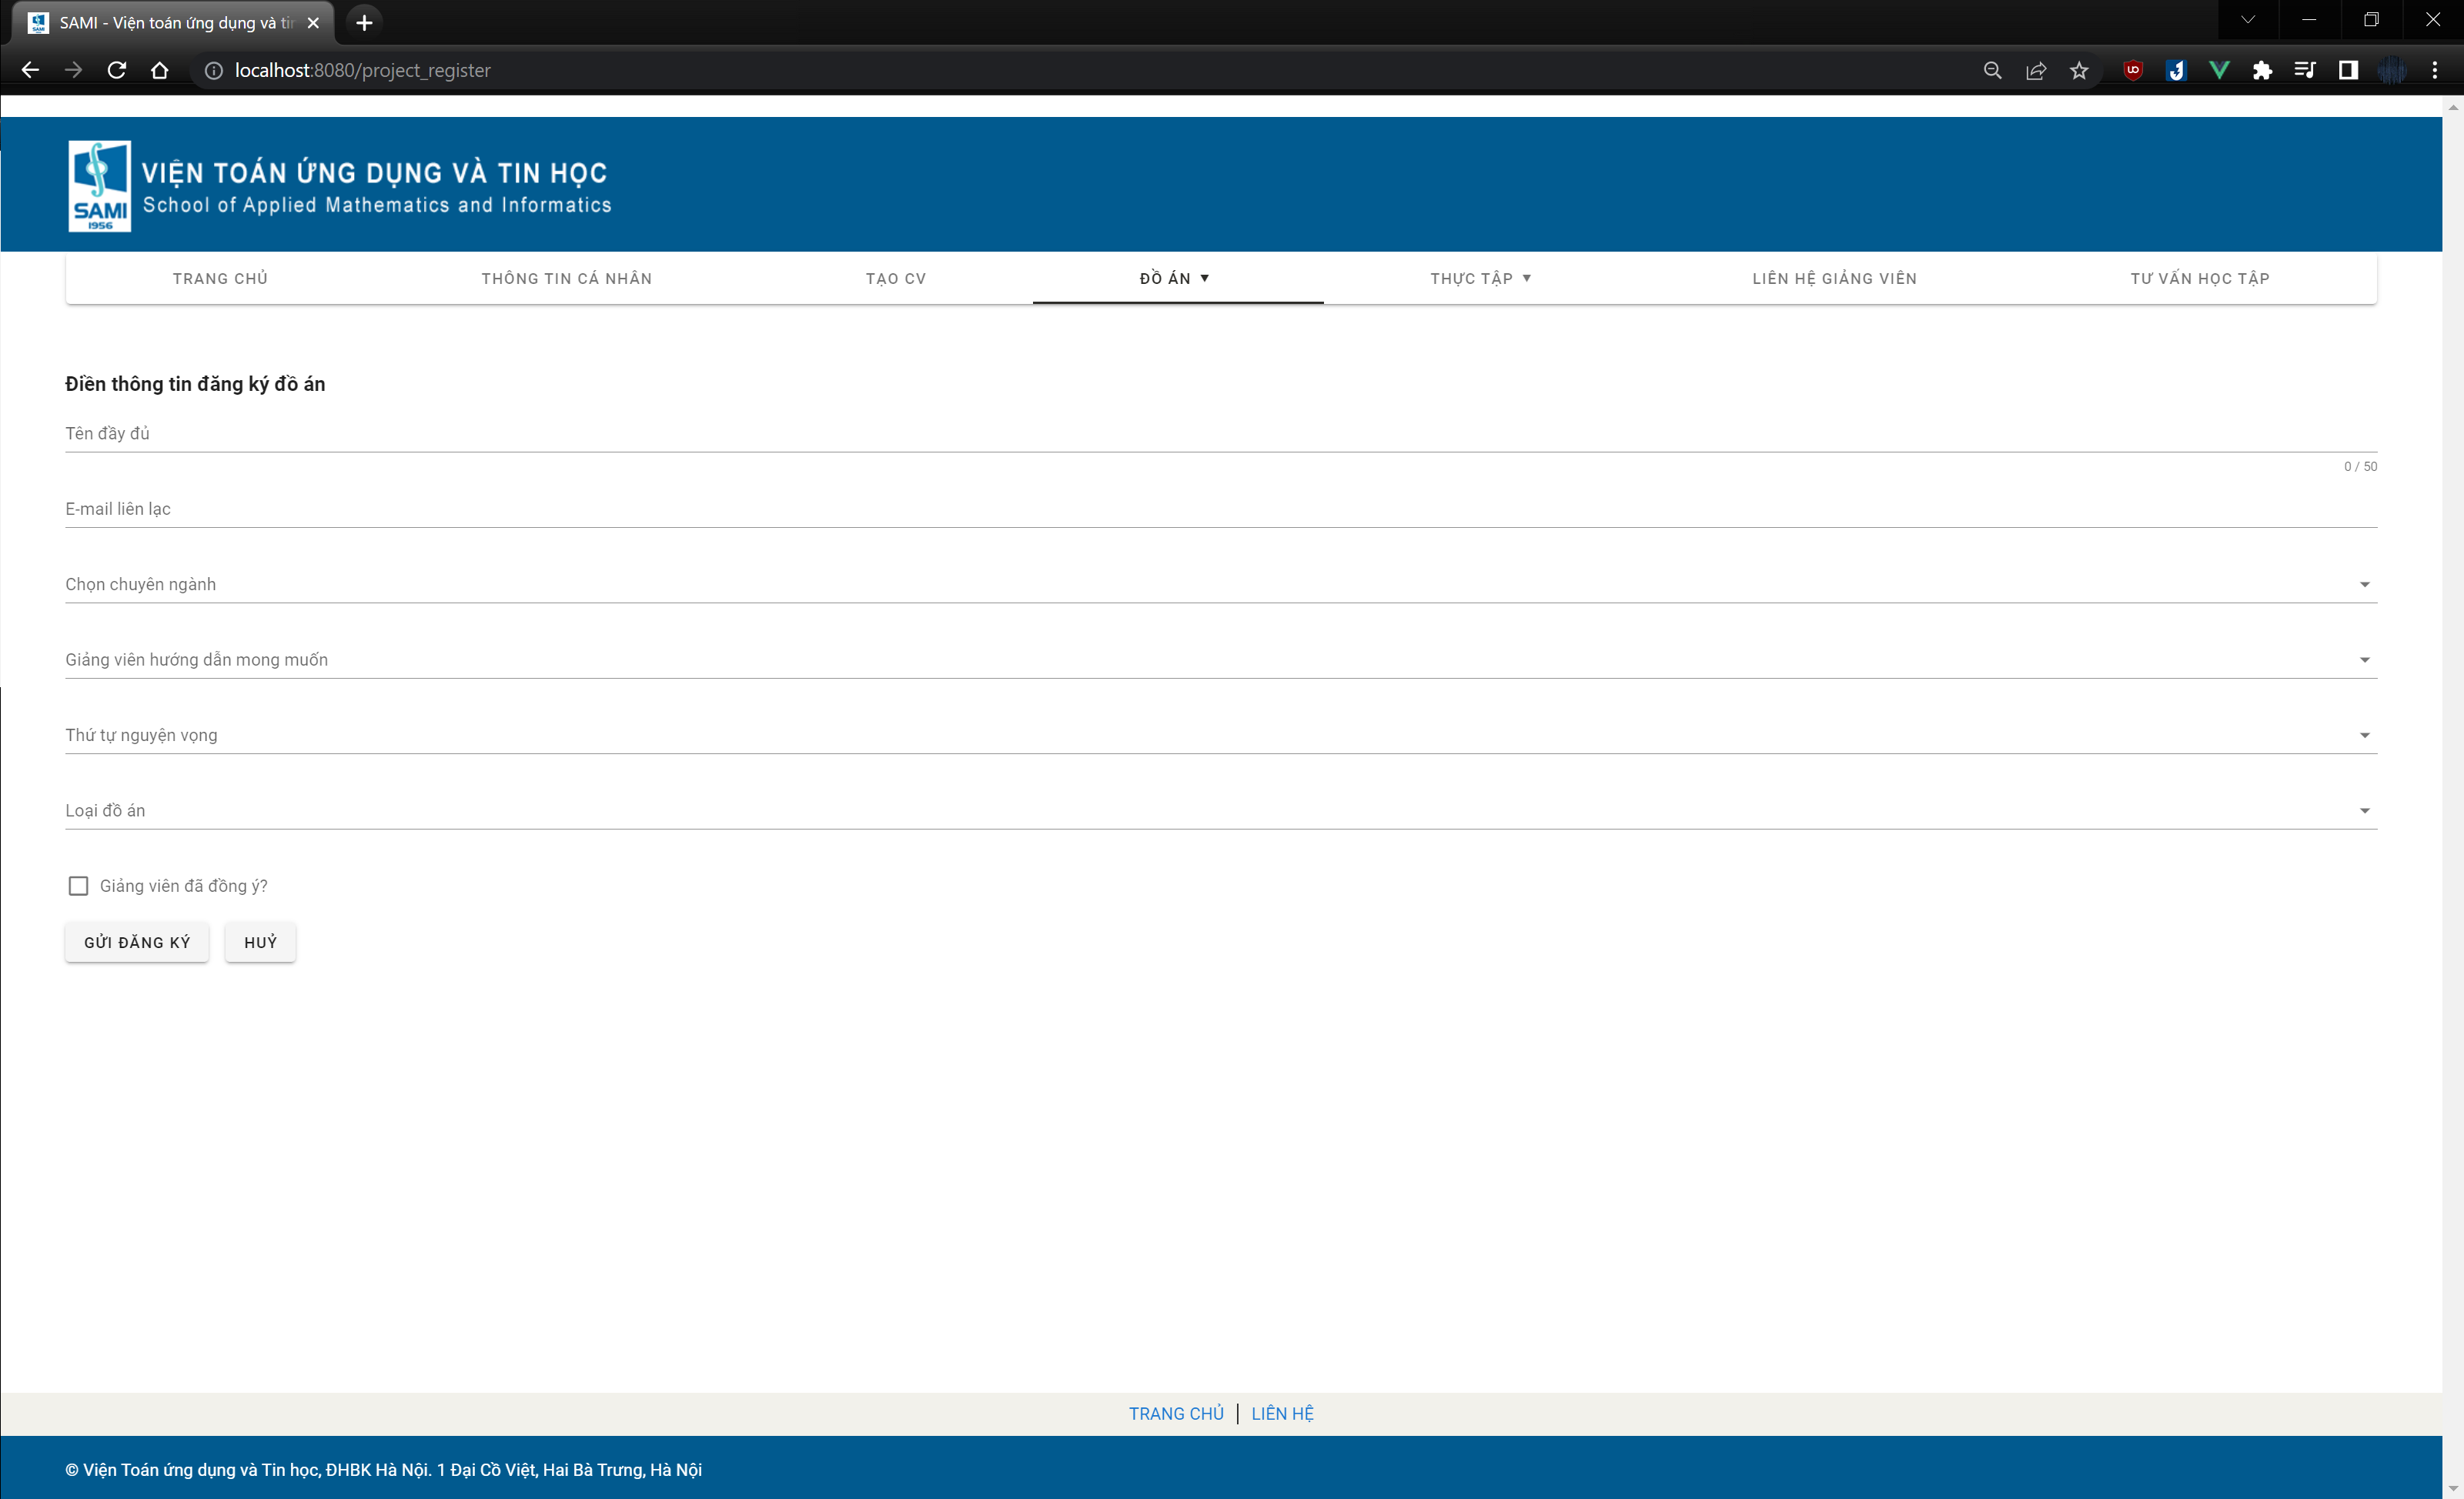 SAMI - Viện toán ứng dụng và tin
localhost:8080/project_register
SAMI
1956
VIỆN TOÁN ỨNG DỤNG VÀ TIN HỌC
School of Applied Mathematics and Informatics
TRANG CHỦ THÔNG TIN CÁ NHÂN TẠO CV ĐỒ ÁN ▼ THỰC TẬP ▼ LIÊN HỆ GIẢNG VIÊN TƯ VẤN HỌC TẬP
Điền thông tin đăng ký đồ án
Tên đầy đủ
0 / 50
E-mail liên lạc
Chọn chuyên ngành
Giảng viên hướng dẫn mong muốn
Thứ tự nguyện vọng
Loại đồ án
Giảng viên đã đồng ý?
GỬI ĐĂNG KÝ HUỶ
TRANG CHỦ | LIÊN HỆ
© Viện Toán ứng dụng và Tin học, ĐHBK Hà Nội. 1 Đại Cồ Việt, Hai Bà Trưng, Hà Nội